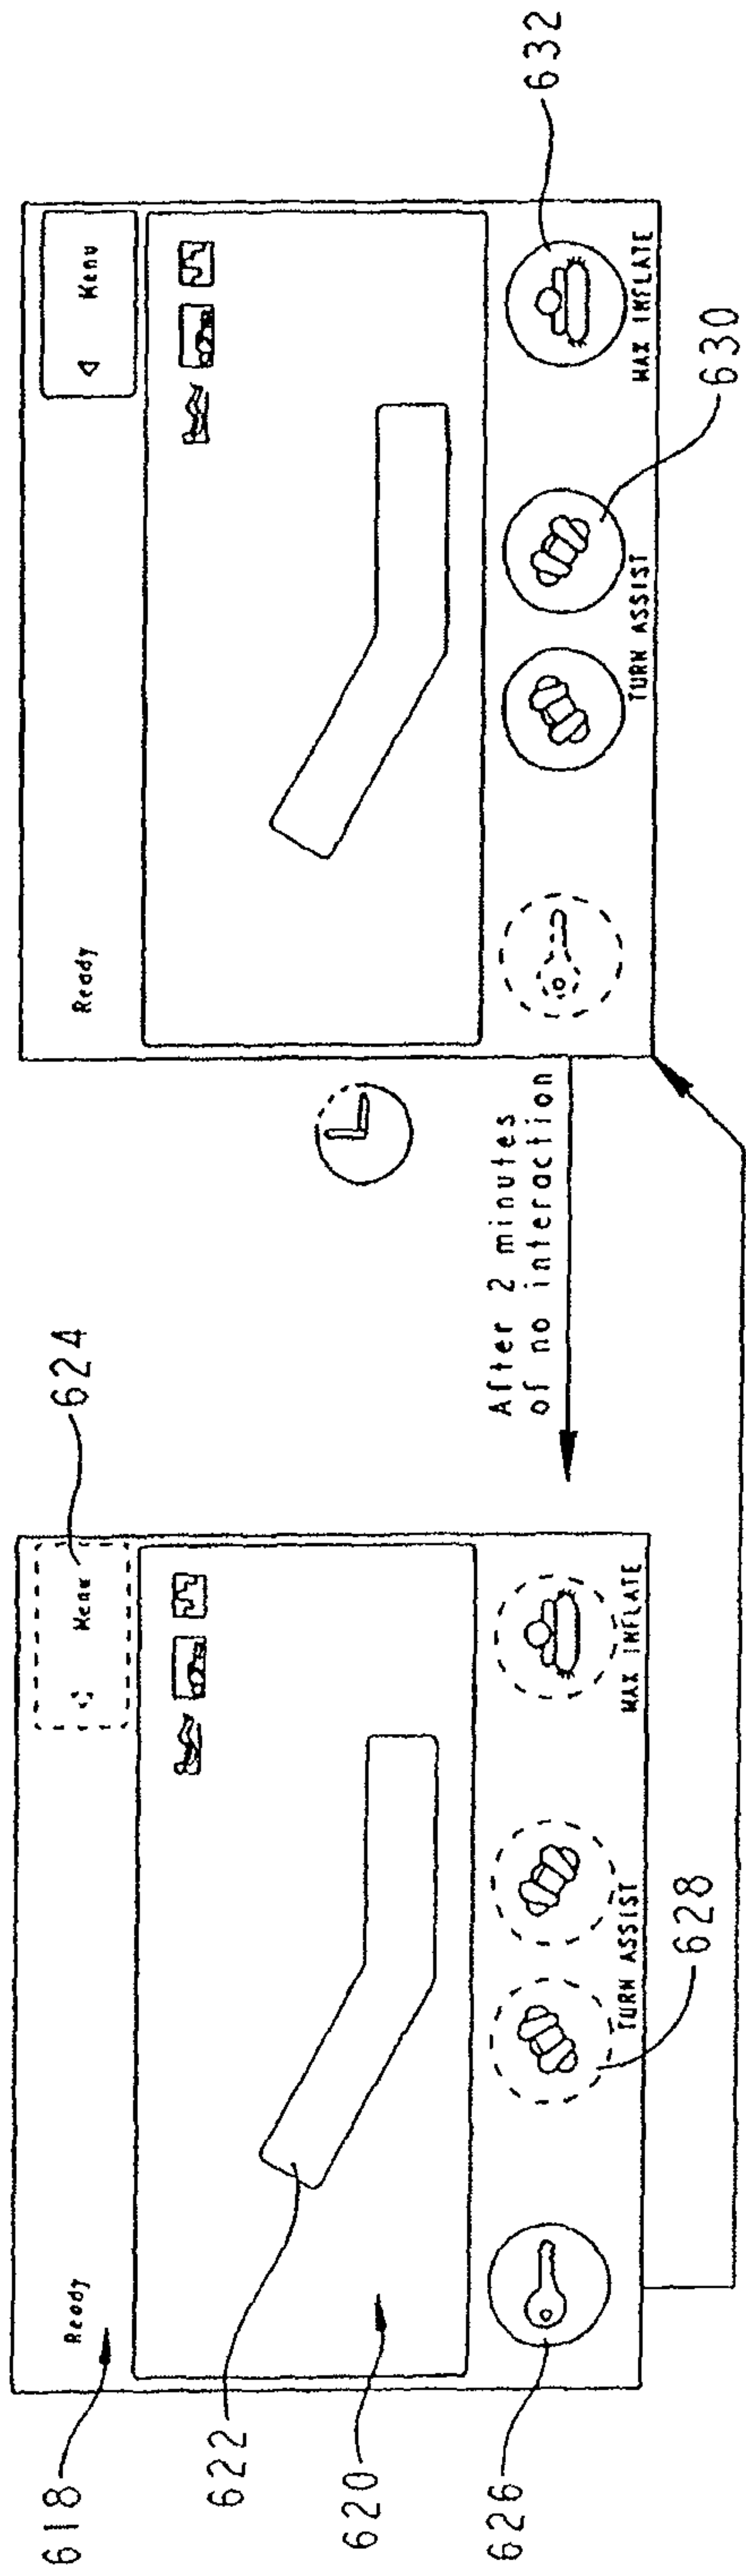 618
Ready
Menu
624
622
620
626
TURN ASSIST
628
MAX INFLATE
After 2 minutes
of no interaction
Ready
Menu
TURN ASSIST
630
MAX INFLATE
632